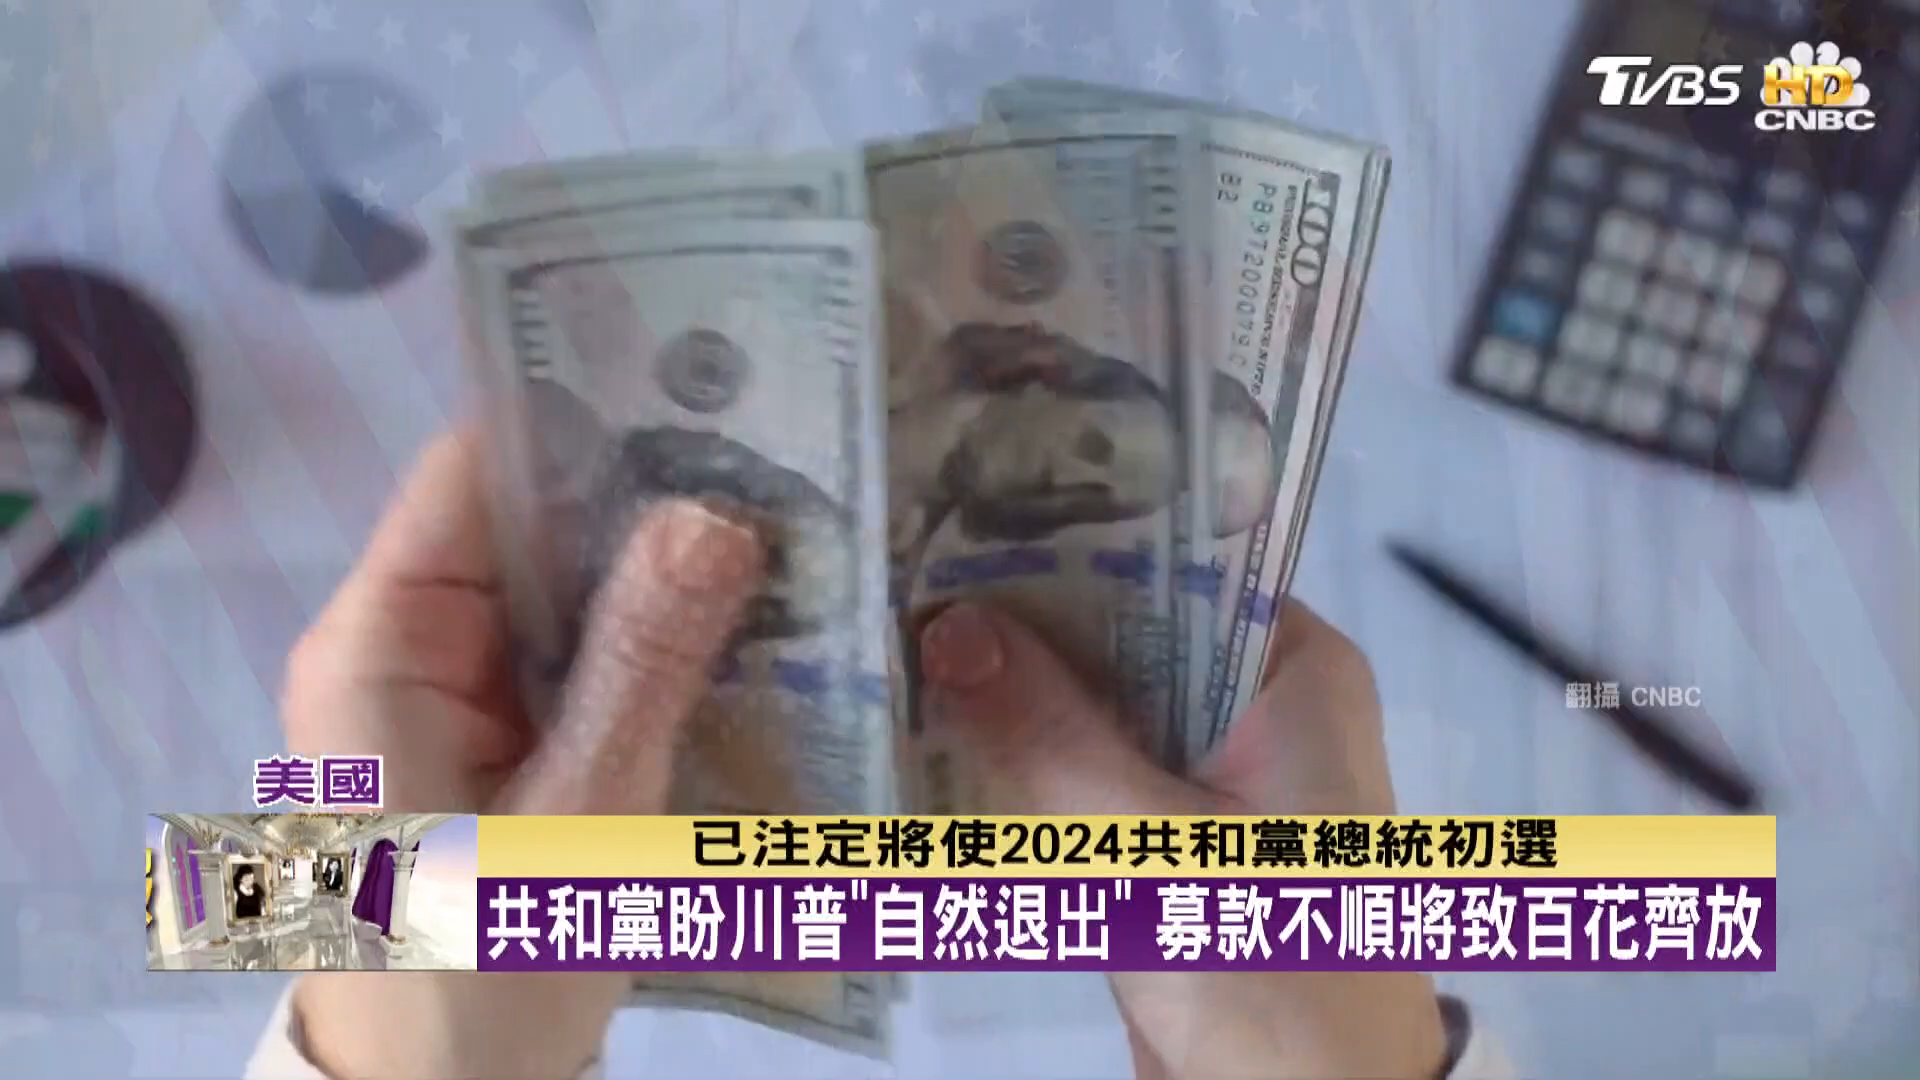 TVBS HD
CNBC
B2
PB97200079C
翻攝 CNBC
美國
已注定將使2024共和黨總統初選
共和黨盼川普"自然退出" 募款不順將致百花齊放